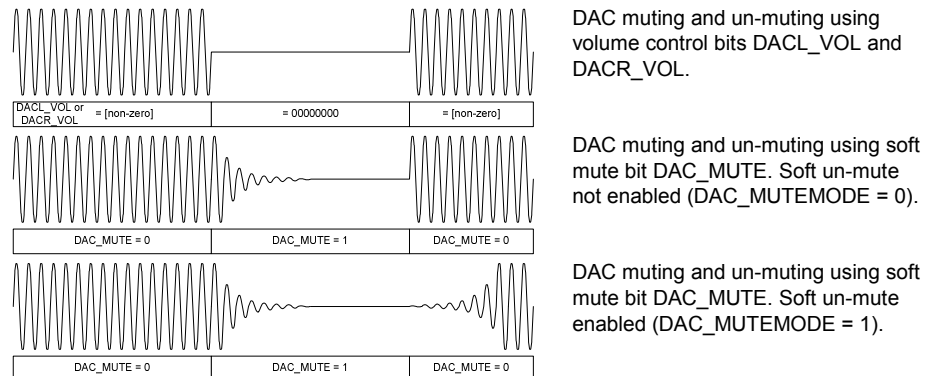 DAC muting and un-muting using
volume control bits DACL_VOL and
DACR_VOL.
DACL_VOL or
DACR_VOL
= [non-zero]
= 00000000
= [non-zero]
DAC muting and un-muting using soft
mute bit DAC_MUTE. Soft un-mute
not enabled (DAC_MUTEMODE = 0).
DAC_MUTE = 0
DAC_MUTE = 1
DAC_MUTE = 0
DAC muting and un-muting using soft
mute bit DAC_MUTE. Soft un-mute
enabled (DAC_MUTEMODE = 1).
DAC_MUTE = 0
DAC_MUTE = 1
DAC_MUTE = 0